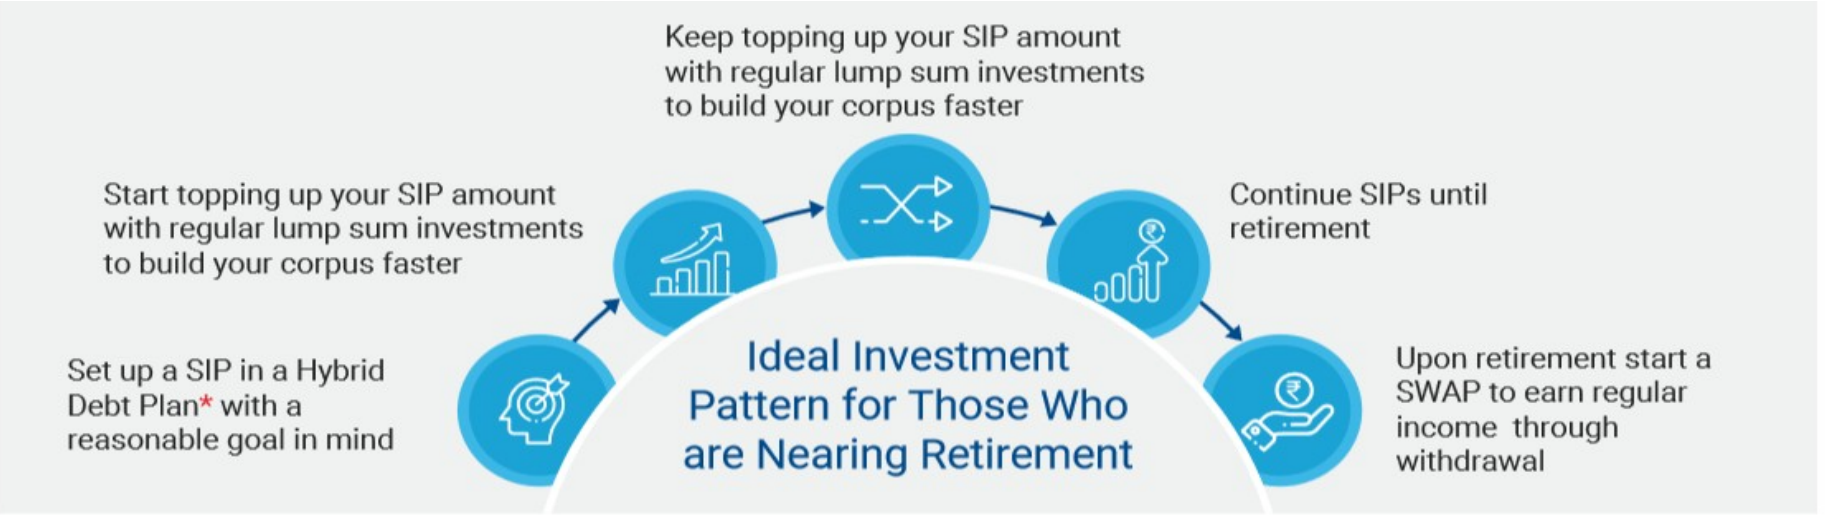 Keep topping up your SIP amount
with regular lump sum investments
to build your corpus faster
Start topping up your SIP amount
with regular lump sum investments
to build your corpus faster
Continue SIPs until
retirement
Set up a SIP in a Hybrid
Debt Plan* with a
reasonable goal in mind
Ideal Investment
Pattern for Those Who
are Nearing Retirement
Upon retirement start a
SWAP to earn regular
income through
withdrawal